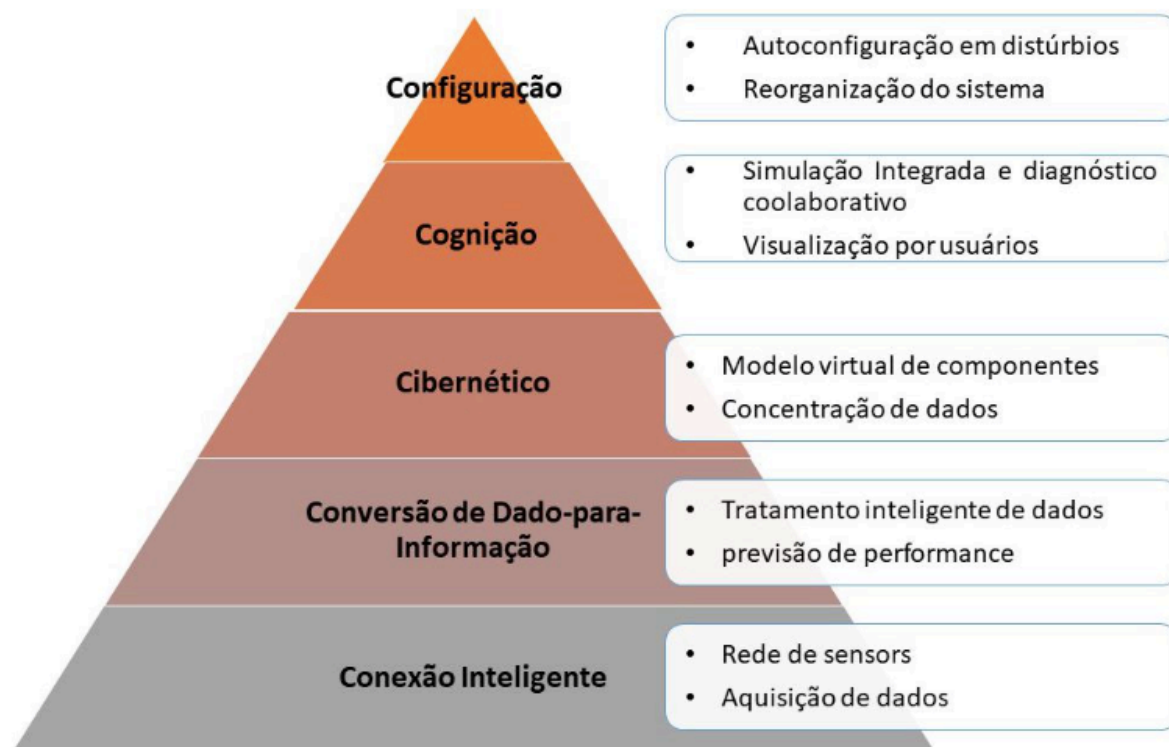 Configuração
• Autoconfiguração em distúrbios
• Reorganização do sistema
Cognição
• Simulação Integrada e diagnóstico
coolaborativo
• Visualização por usuários
Cibernético
• Modelo virtual de componentes
• Concentração de dados
Conversão de Dado-para-
Informação
• Tratamento inteligente de dados
• previsão de performance
Conexão Inteligente
• Rede de sensors
• Aquisição de dados